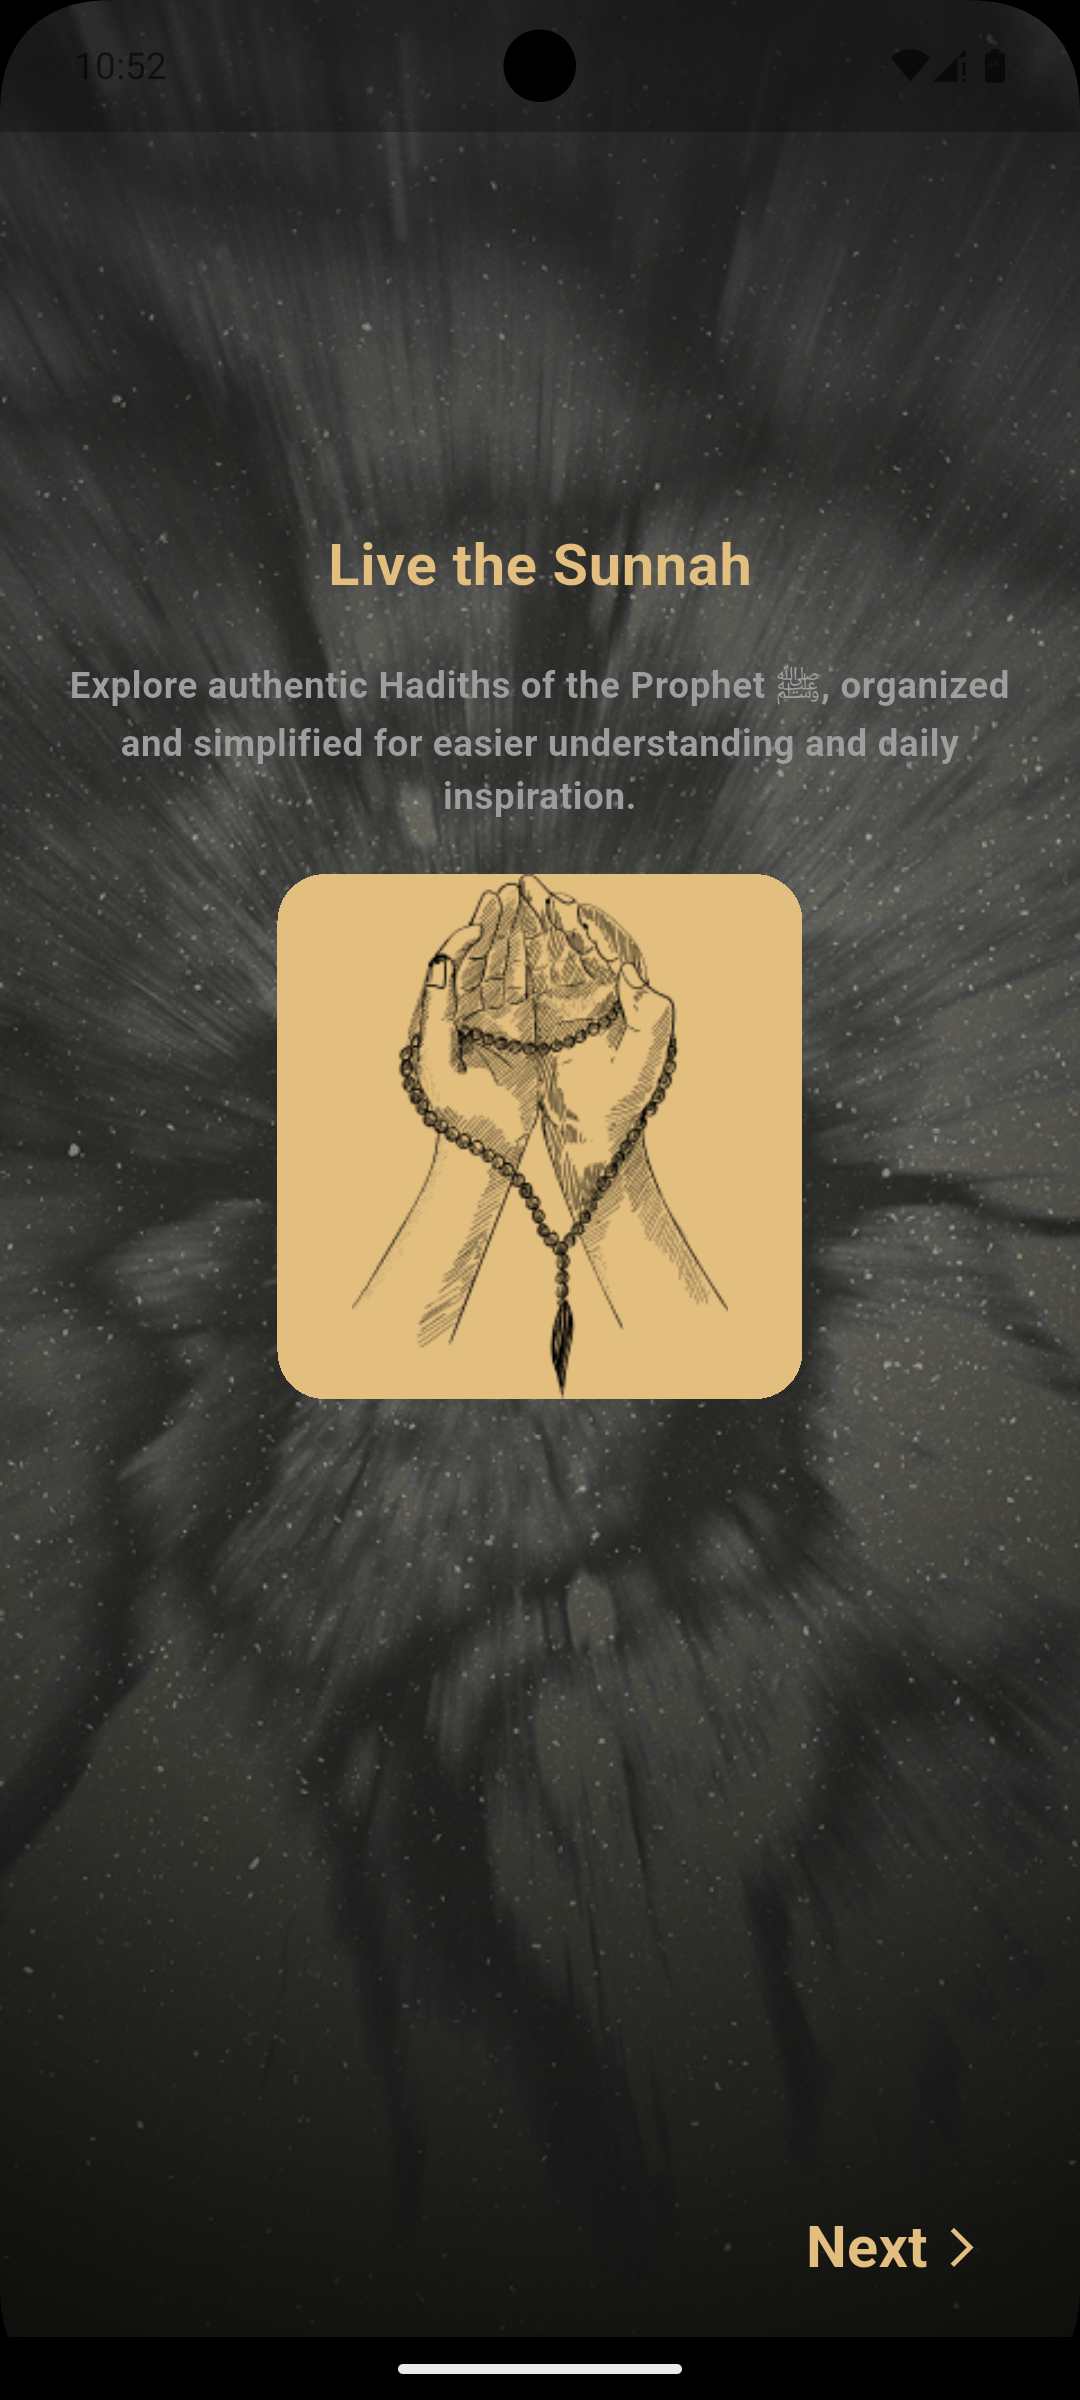 10:52
Live the Sunnah
Explore authentic Hadiths of the Prophet ﷺ, organized
and simplified for easier understanding and daily
inspiration.
Next